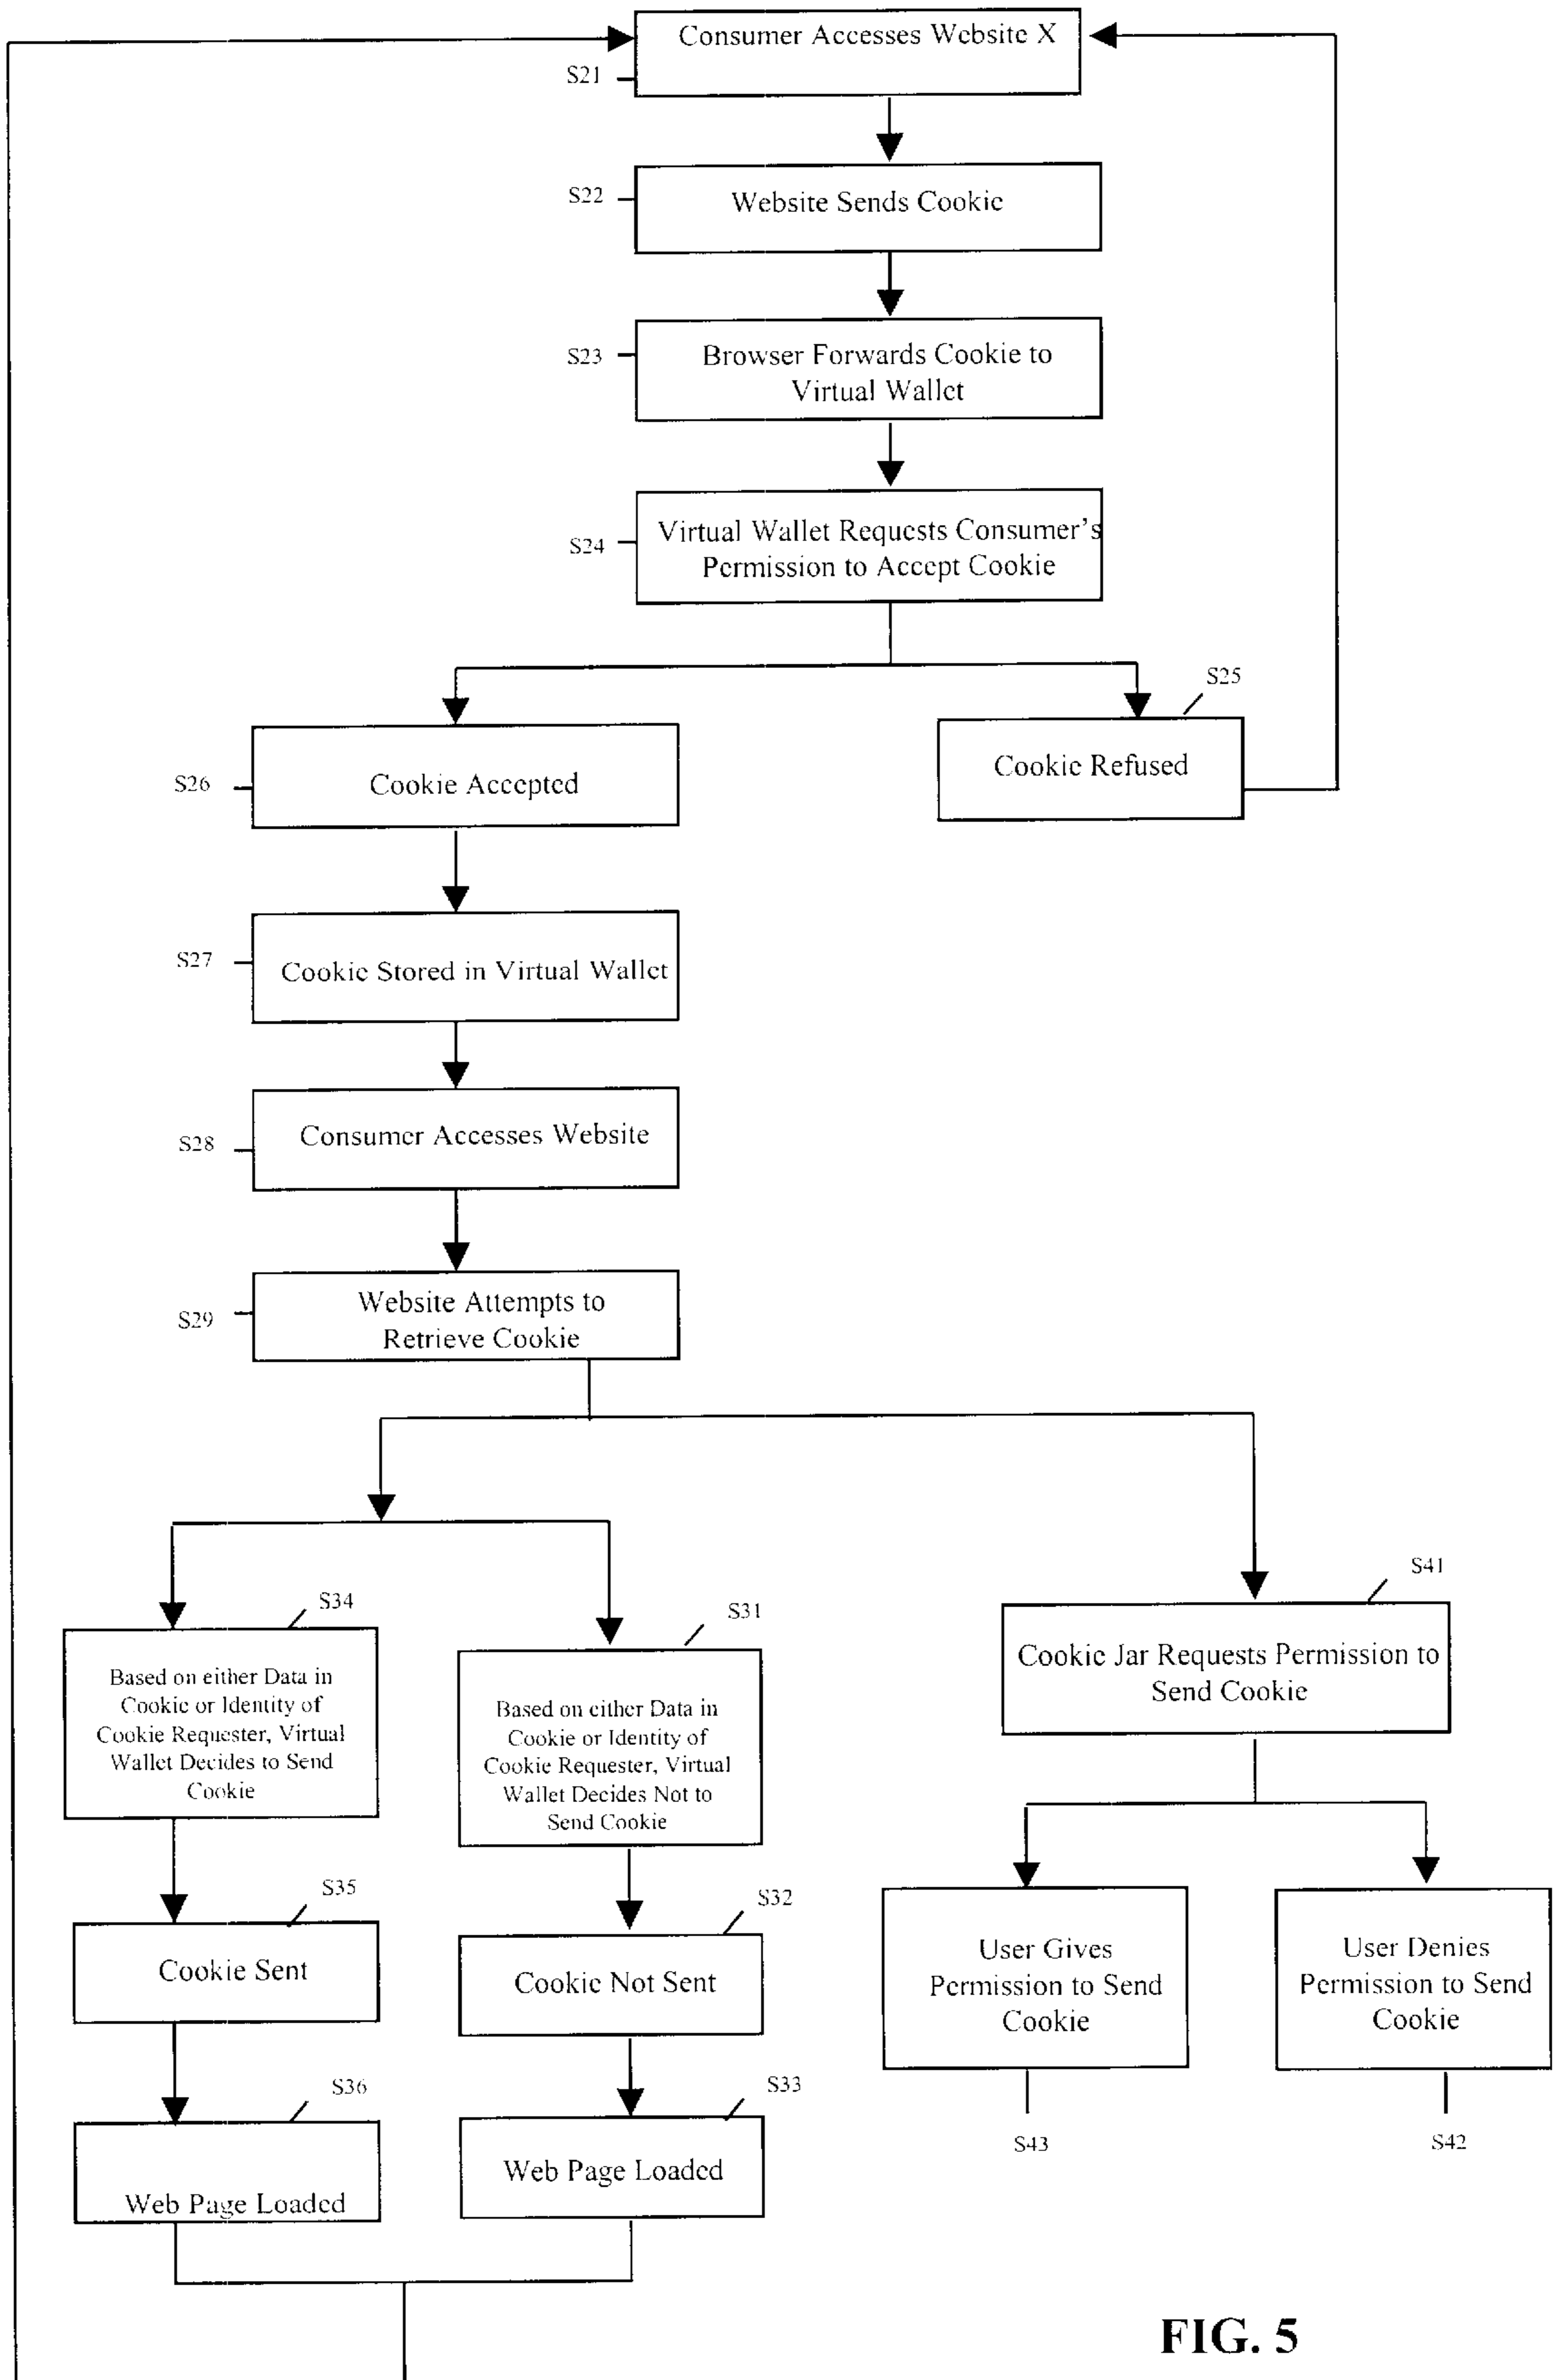 Consumer Accesses Website X
S21
S22
Website Sends Cookie
S23
Browser Forwards Cookie to
Virtual Wallet
S24
Virtual Wallet Requests Consumer's
Permission to Accept Cookie
S25
S26
Cookie Accepted
Cookie Refused
S27
Cookie Stored in Virtual Wallet
S28
Consumer Accesses Website
S29
Website Attempts to
Retrieve Cookie
S34
Based on either Data in
Cookie or Identity of
Cookie Requester, Virtual
Wallet Decides to Send
Cookie
S31
Based on either Data in
Cookie or Identity of
Cookie Requester, Virtual
Wallet Decides Not to
Send Cookie
S41
Cookie Jar Requests Permission to
Send Cookie
S35
Cookie Sent
S32
Cookie Not Sent
User Gives
Permission to Send
Cookie
User Denies
Permission to Send
Cookie
S36
Web Page Loaded
S33
Web Page Loaded
S43
S42
FIG. 5